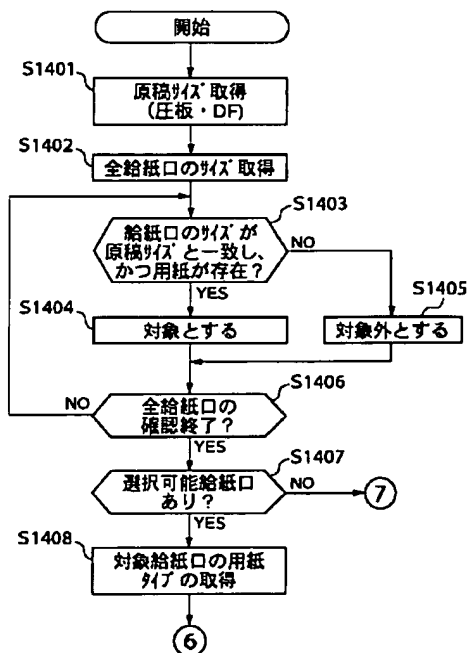 開始
S1401
原稿ｻｲｽﾞ取得
(圧板・DF)
S1402
全給紙口のｻｲｽﾞ取得
S1403
給紙口のｻｲｽﾞが
原稿ｻｲｽﾞと一致し、
かつ用紙が存在?
NO
YES
S1404
対象とする
S1405
対象外とする
S1406
全給紙口の
確認終了?
NO
YES
S1407
選択可能給紙口
あり?
NO
⑦
YES
S1408
対象給紙口の用紙
ﾀｲﾌﾟの取得
⑥